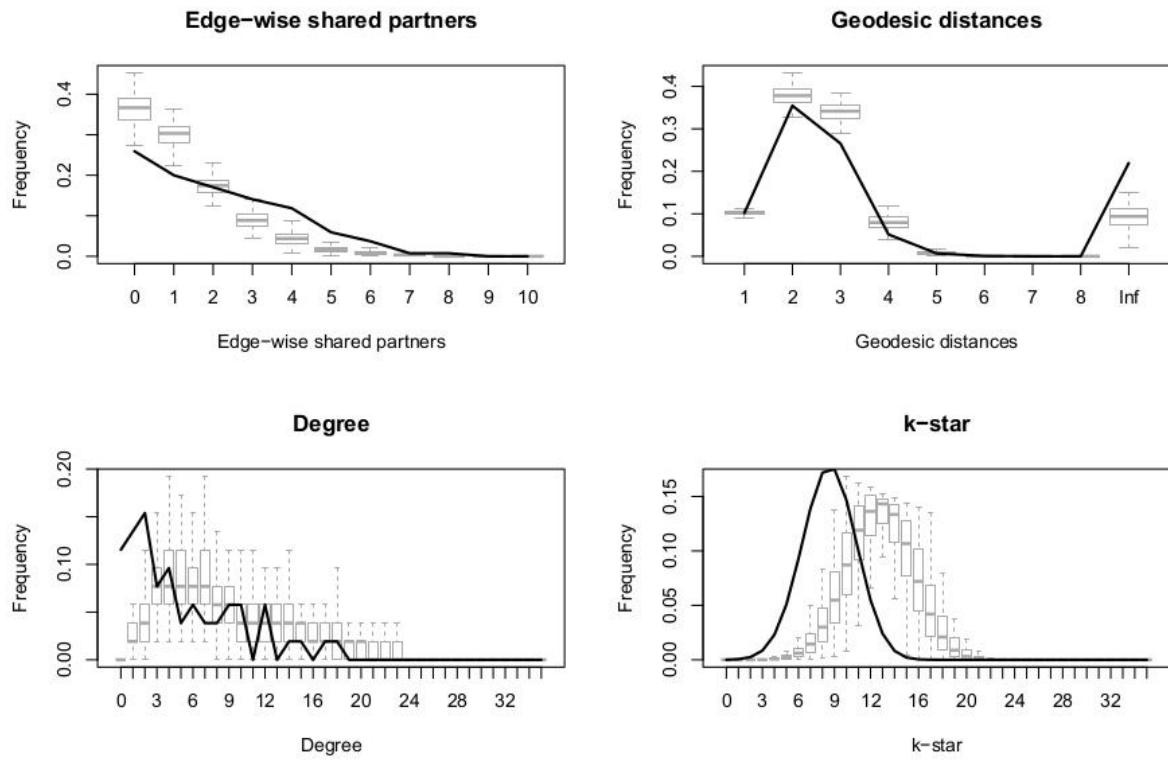 Edge−wise shared partners
Frequency
0.0 0.2 0.4
0 1 2 3 4 5 6 7 8 9 10
Edge−wise shared partners
Geodesic distances
Frequency
0.0 0.1 0.2 0.3 0.4
1 2 3 4 5 6 7 8 Inf
Geodesic distances
Degree
Frequency
0.00 0.10 0.20
0 3 6 9 12 16 20 24 28 32
Degree
k−star
Frequency
0.00 0.05 0.10 0.15
0 3 6 9 12 16 20 24 28 32
k−star